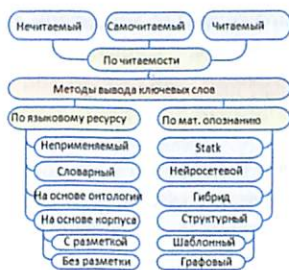 Нечитаемый
Самочитаемый
Читаемый
По читаемости
Методы вывода ключевых слов
По языковому ресурсу
По мат. опознанию
Неприменяемый
Statk
Словарный
Нейросетевой
На основе онтологии
Гибрид
На основе корпуса
Структурный
С разметкой
Шаблонный
Без разметки
Графовый